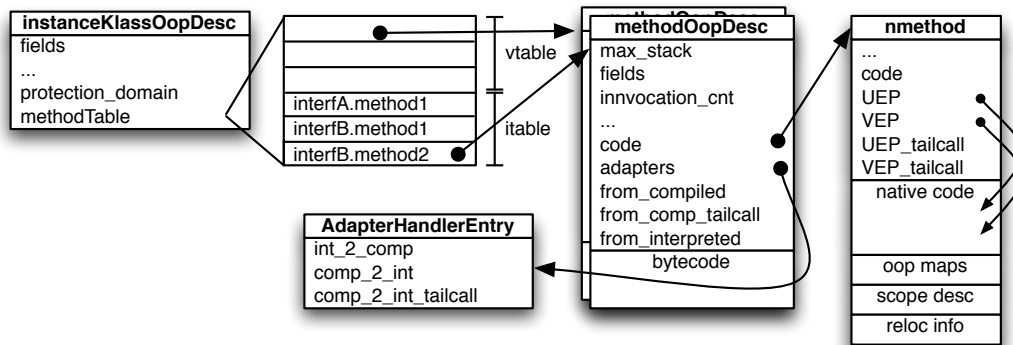 instanceKlassOopDesc
fields
...
protection_domain
methodTable
vtable
interfA.method1
interfB.method1
interfB.method2
itable
AdapterHandlerEntry
int_2_comp
comp_2_int
comp_2_int_tailcall
methodOopDesc
max_stack
fields
innvocation_cnt
...
code
adapters
from_compiled
from_comp_tailcall
from_interpreted
bytecode
nmethod
...
code
UEP
VEP
UEP_tailcall
VEP_tailcall
native code
oop maps
scope desc
reloc info